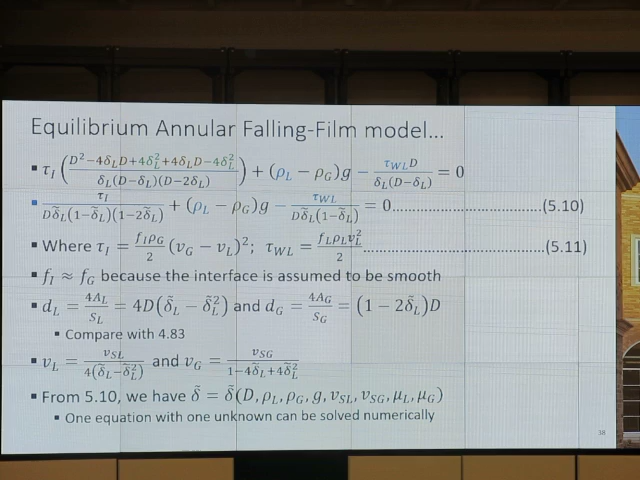 Equilibrium Annular Falling-Film model...
▪ τ_I ((D² − 4δ_L D + 4δ_L² + 4δ_L D − 4δ_L²) / (δ_L(D − δ_L)(D − 2δ_L))) + (ρ_L − ρ_G)g − τ_WL D / (δ_L(D − δ_L)) = 0
▪ τ_I / (Dδ̃_L(1 − δ̃_L)(1 − 2δ̃_L)) + (ρ_L − ρ_G)g − τ_WL / (Dδ̃_L(1 − δ̃_L)) = 0................................(5.10)
▪ Where τ_I = (f_I ρ_G / 2)(v_G − v_L)²; τ_WL = f_L ρ_L v_L² / 2................................(5.11)
▪ f_I ≈ f_G because the interface is assumed to be smooth
▪ d_L = 4A_L / S_L = 4D(δ̃_L − δ̃_L²) and d_G = 4A_G / S_G = (1 − 2δ̃_L)D
▪ Compare with 4.83
▪ v_L = v_SL / (4(δ̃_L − δ̃_L²)) and v_G = v_SG / (1 − 4δ̃_L + 4δ̃_L²)
▪ From 5.10, we have δ̃ = δ̃(D, ρ_L, ρ_G, g, v_SL, v_SG, μ_L, μ_G)
▪ One equation with one unknown can be solved numerically
38